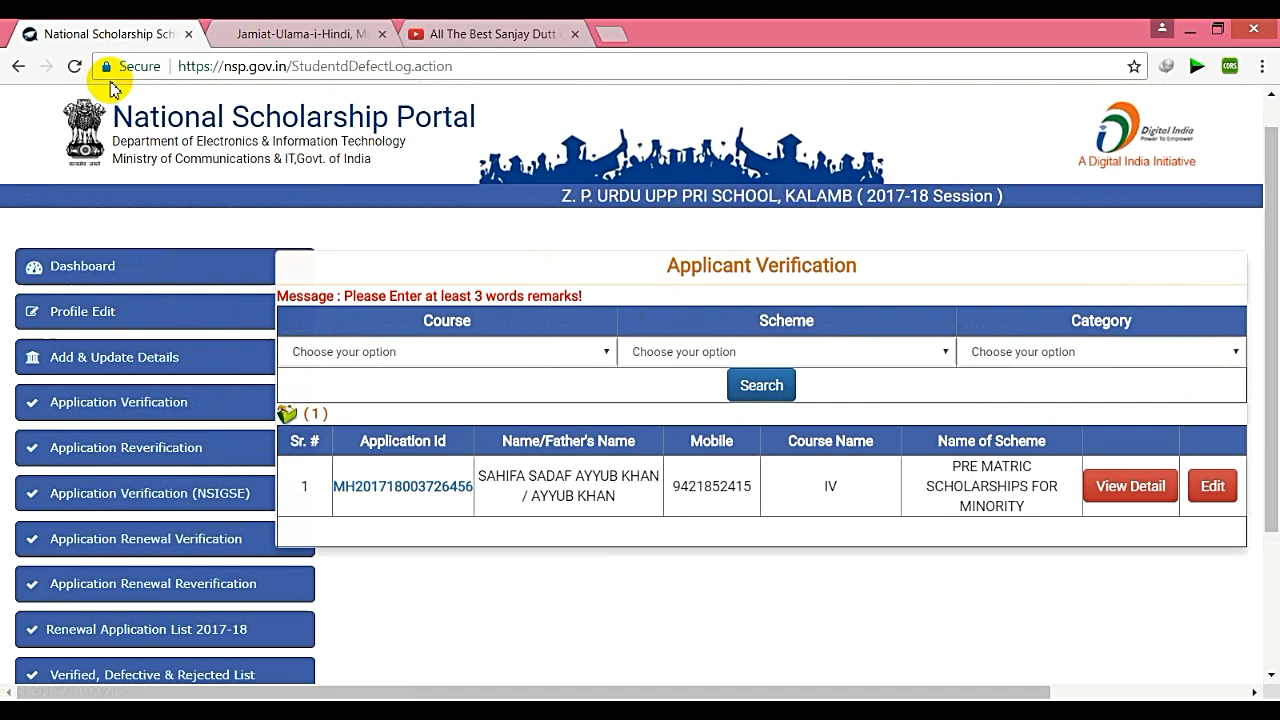 National Scholarship Sch
Jamiat-Ulama-i-Hindi, M
All The Best Sanjay Dutt
Secure
https://nsp.gov.in/StudentdDefectLog.action
CORS
National Scholarship Portal
Department of Electronics & Information Technology
Ministry of Communications & IT,Govt. of India
Digital India
Power To Empower
A Digital India Initiative
Z. P. URDU UPP PRI SCHOOL, KALAMB ( 2017-18 Session )
Dashboard
Profile Edit
Add & Update Details
Application Verification
Application Reverification
Application Verification (NSIGSE)
Application Renewal Verification
Application Renewal Reverification
Renewal Application List 2017-18
Verified, Defective & Rejected List
Applicant Verification
Message : Please Enter at least 3 words remarks!
Course Scheme Category
Choose your option Choose your option Choose your option
Search
( 1 )
Sr. # Application Id Name/Father's Name Mobile Course Name Name of Scheme
1 MH201718003726456 SAHIFA SADAF AYYUB KHAN / AYYUB KHAN 9421852415 IV PRE MATRIC SCHOLARSHIPS FOR MINORITY View Detail Edit